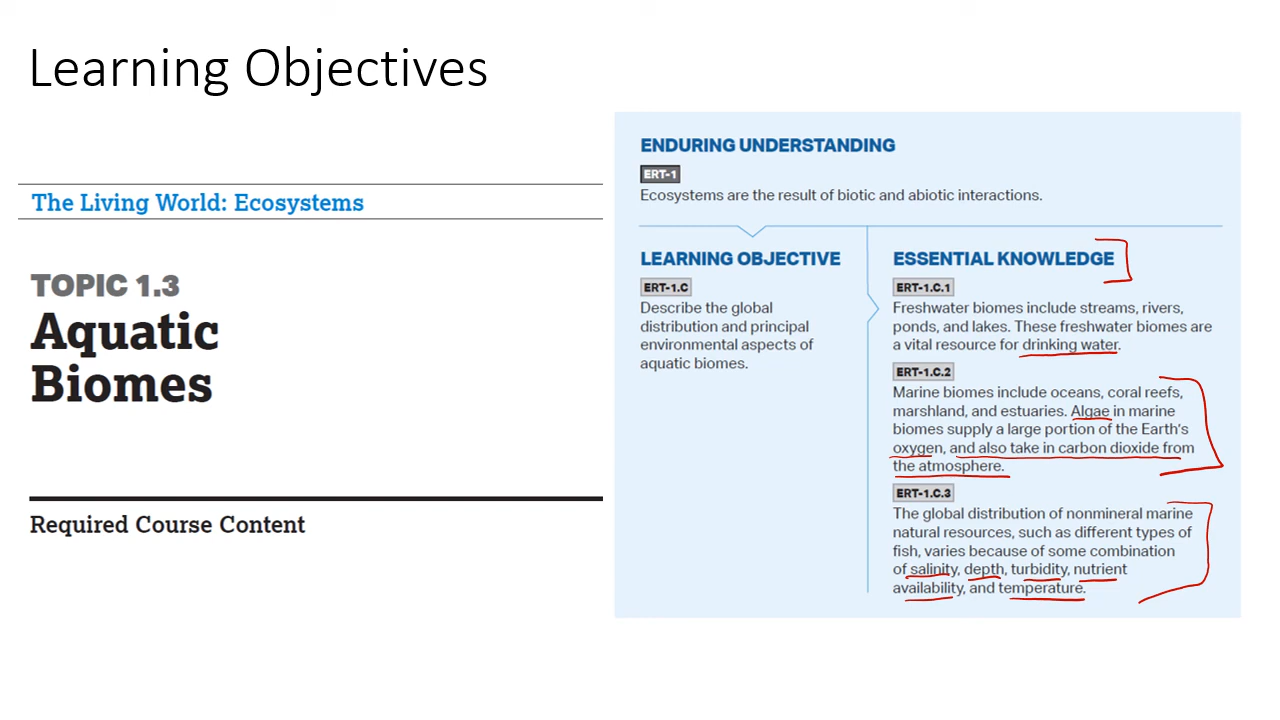 Learning Objectives
The Living World: Ecosystems
TOPIC 1.3
Aquatic
Biomes
Required Course Content
ENDURING UNDERSTANDING
ERT-1
Ecosystems are the result of biotic and abiotic interactions.
LEARNING OBJECTIVE
ERT-1.C
Describe the global
distribution and principal
environmental aspects of
aquatic biomes.
ESSENTIAL KNOWLEDGE
ERT-1.C.1
Freshwater biomes include streams, rivers,
ponds, and lakes. These freshwater biomes are
a vital resource for drinking water.
ERT-1.C.2
Marine biomes include oceans, coral reefs,
marshland, and estuaries. Algae in marine
biomes supply a large portion of the Earth's
oxygen, and also take in carbon dioxide from
the atmosphere.
ERT-1.C.3
The global distribution of nonmineral marine
natural resources, such as different types of
fish, varies because of some combination
of salinity, depth, turbidity, nutrient
availability, and temperature.